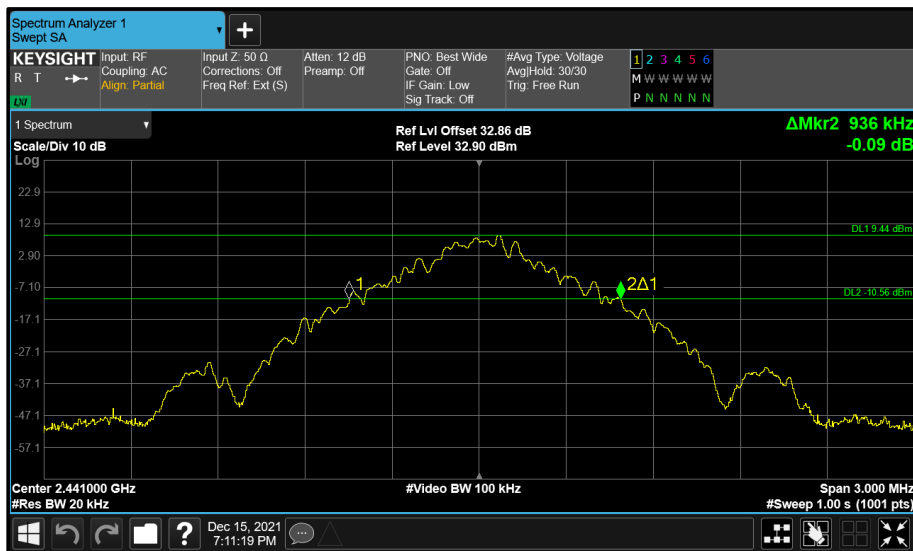 Spectrum Analyzer 1
Swept SA
+
KEYSIGHT
R T
LXI
Input: RF
Coupling: AC
Align: Partial
Input Z: 50 Ω
Corrections: Off
Freq Ref: Ext (S)
Atten: 12 dB
Preamp: Off
PNO: Best Wide
Gate: Off
IF Gain: Low
Sig Track: Off
#Avg Type: Voltage
Avg|Hold: 30/30
Trig: Free Run
1 2 3 4 5 6
M W W W W W
P N N N N N
1 Spectrum
Scale/Div 10 dB
Ref Lvl Offset 32.86 dB
Ref Level 32.90 dBm
ΔMkr2 936 kHz
-0.09 dB
Log
22.9
12.9
DL1 9.44 dBm
2.90
-7.10
1
2Δ1
DL2 -10.56 dBm
-17.1
-27.1
-37.1
-47.1
-57.1
Center 2.441000 GHz
#Video BW 100 kHz
Span 3.000 MHz
#Res BW 20 kHz
#Sweep 1.00 s (1001 pts)
?
Dec 15, 2021
7:11:19 PM